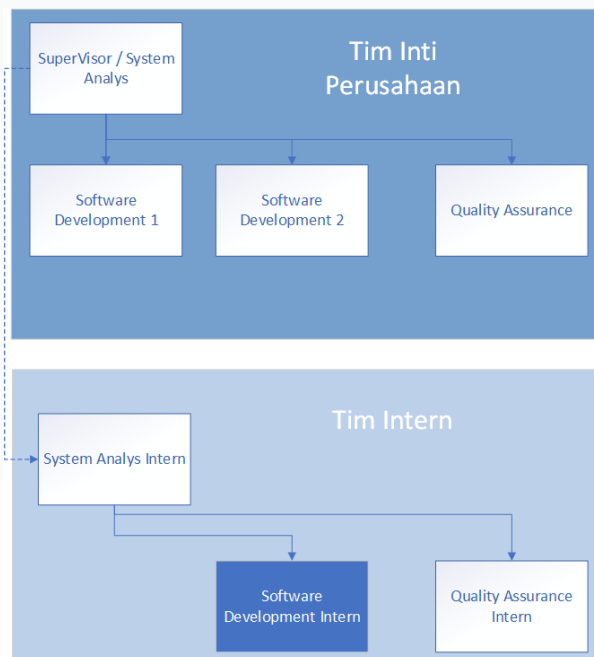 SuperVisor / System
Analys
Tim Inti
Perusahaan
Software
Development 1
Software
Development 2
Quality Assurance
Tim Intern
System Analys Intern
Software
Development Intern
Quality Assurance
Intern